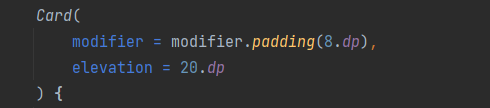 Card(
    modifier = modifier.padding(8.dp),
    elevation = 20.dp
) {